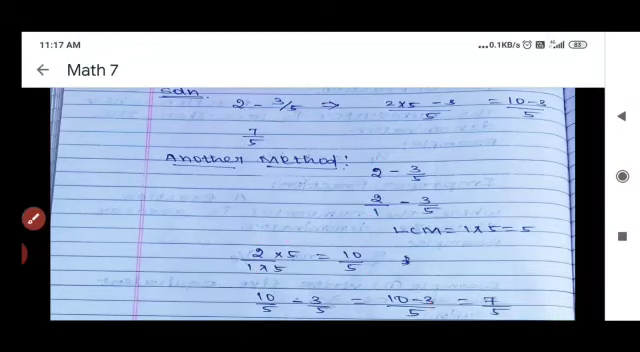 11:17 AM ...0.1KB/s 4G 83
Math 7
Soln.
2 - 3/5 ⇒ 2×5-3/5 = 10-3/5
7/5
Another Method:
2 - 3/5
2/1 - 3/5
LCM = 1×5 = 5
2×5/1×5 = 10/5
10/5 - 3/5 = 10-3/5 = 7/5